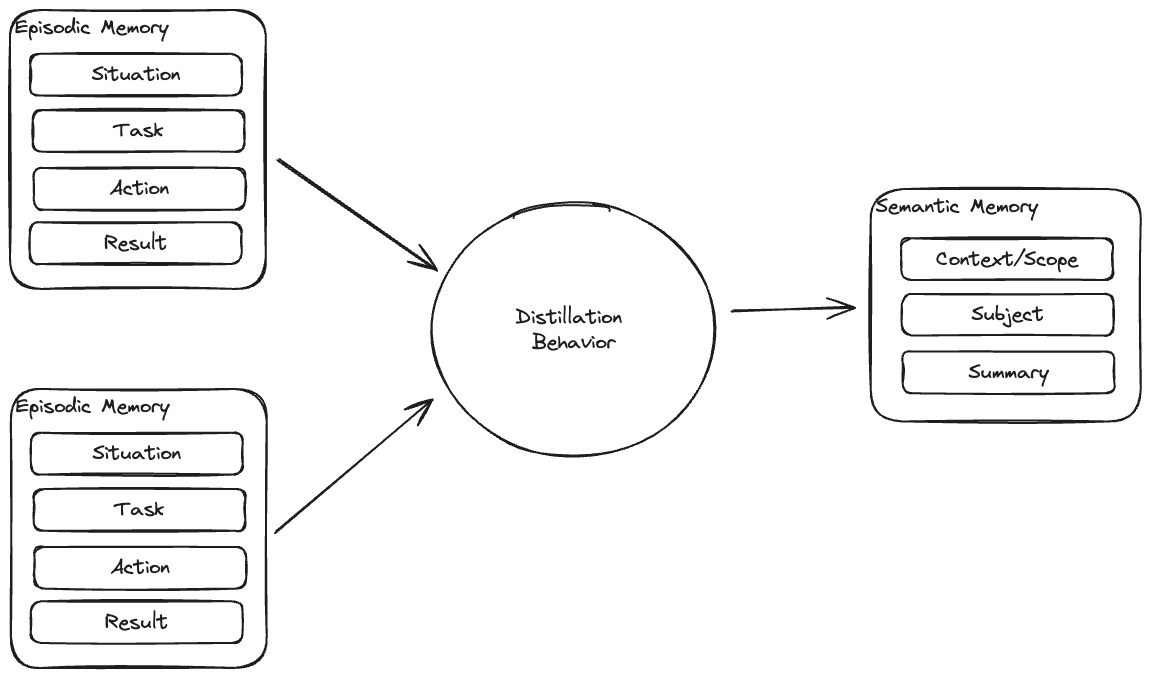 Episodic Memory
Situation
Task
Action
Result
Episodic Memory
Situation
Task
Action
Result
Distillation
Behavior
Semantic Memory
Context/Scope
Subject
Summary